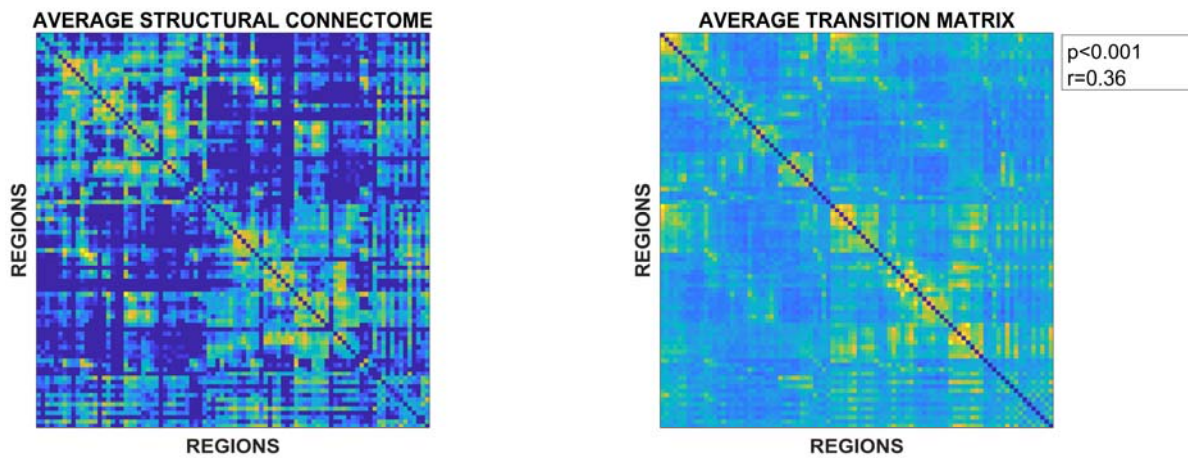 AVERAGE STRUCTURAL CONNECTOME
AVERAGE TRANSITION MATRIX
p<0.001
r=0.36
REGIONS
REGIONS
REGIONS
REGIONS